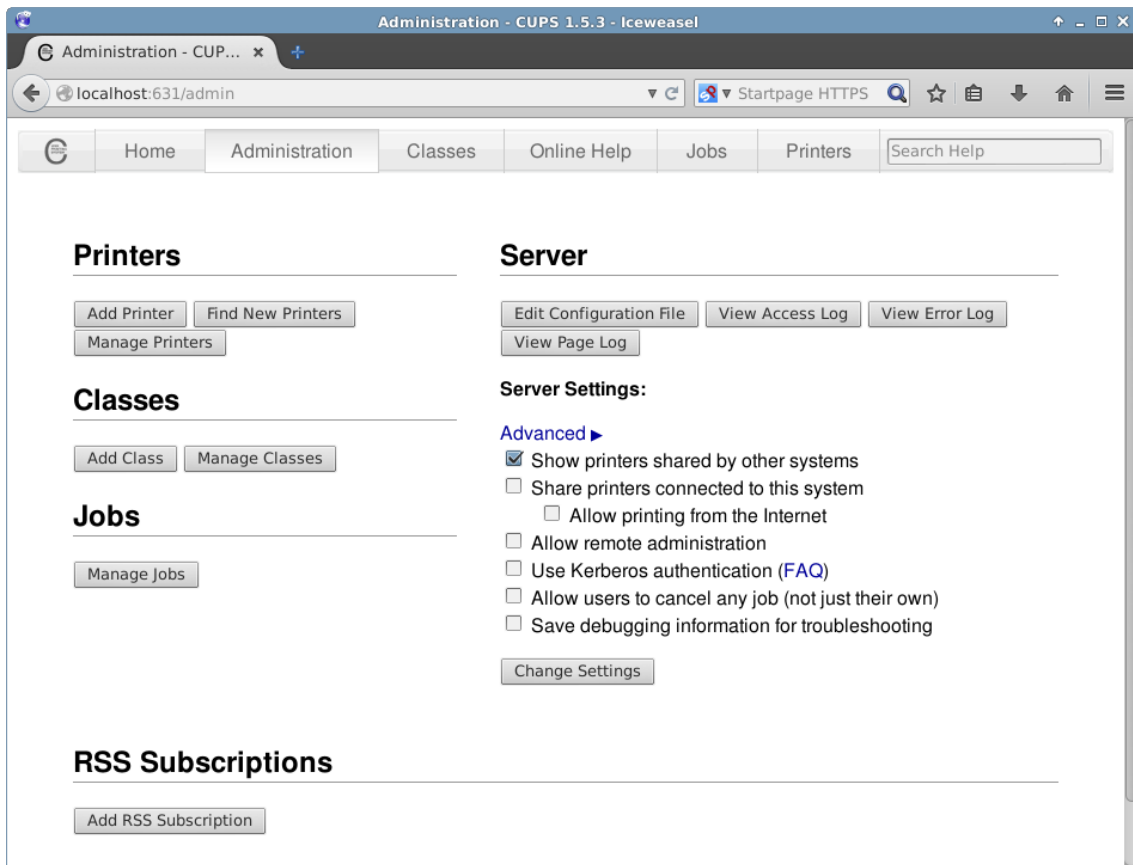 Administration - CUPS 1.5.3 - Iceweasel
Administration - CUP...
localhost:631/admin
Startpage HTTPS
Home
Administration
Classes
Online Help
Jobs
Printers
Search Help
Printers
Add Printer
Find New Printers
Manage Printers
Classes
Add Class
Manage Classes
Jobs
Manage Jobs
Server
Edit Configuration File
View Access Log
View Error Log
View Page Log
Server Settings:
Advanced ▶
Show printers shared by other systems
Share printers connected to this system
Allow printing from the Internet
Allow remote administration
Use Kerberos authentication (FAQ)
Allow users to cancel any job (not just their own)
Save debugging information for troubleshooting
Change Settings
RSS Subscriptions
Add RSS Subscription